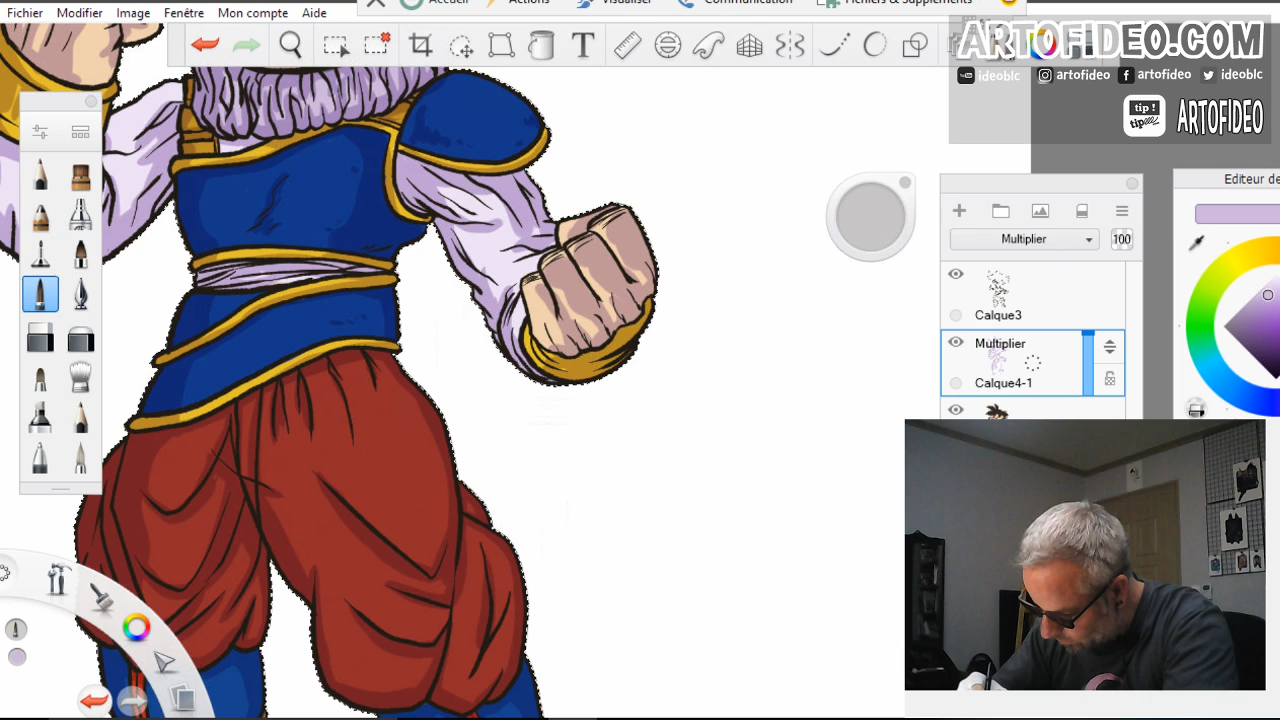 Accueil Actions Visualiser Communication Fichiers & Suppléments
Fichier Modifier Image Fenêtre Mon compte Aide
ARTOFIDEO.COM
ideoblc artofideo artofideo ideoblc
tip !
tip
ARTOFIDEO
Editeur de
Multiplier 100
Calque3
Multiplier
Calque4-1